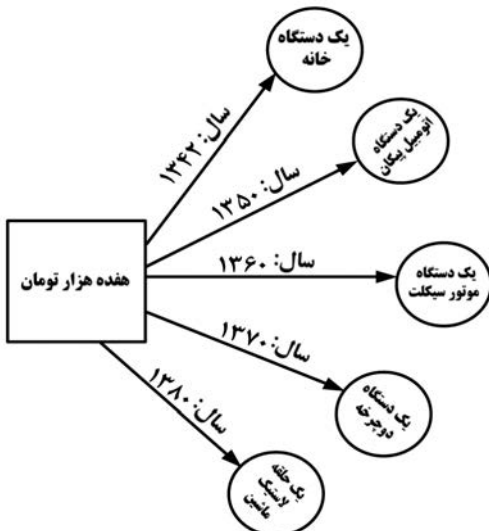 یک دستگاه
خانه
سال: ۱۳۴۲
یک دستگاه
اتومبیل پیکان
سال: ۱۳۵۰
هفده هزار تومان
سال: ۱۳۶۰
یک دستگاه
موتور سیکلت
سال: ۱۳۷۰
یک دستگاه
دوچرخه
سال: ۱۳۸۰
یک حلقه
لاستیک
ماشین